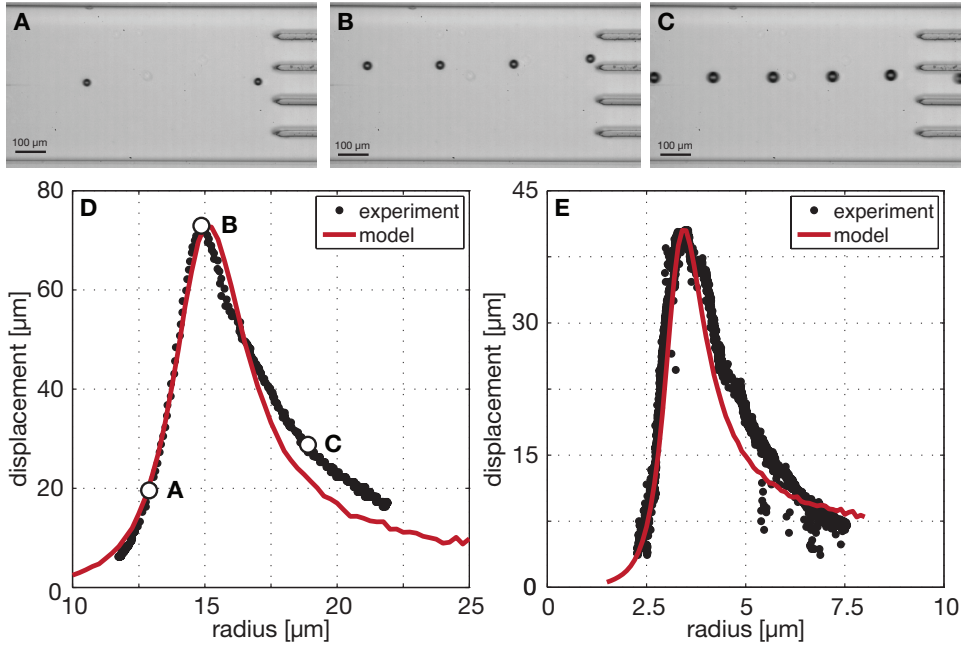 A
100 µm
B
100 µm
C
100 µm
D
experiment
model
B
C
A
80
60
40
20
0
10
15
20
25
displacement [µm]
radius [µm]
E
experiment
model
45
30
15
0
0
2.5
5
7.5
10
displacement [µm]
radius [µm]